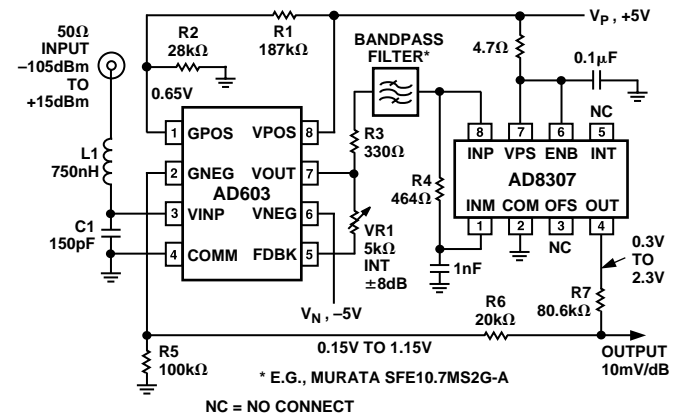 50Ω
INPUT
–105dBm
TO
+15dBm
R2
28kΩ
R1
187kΩ
V_P , +5V
BANDPASS
FILTER*
4.7Ω
0.1μF
0.65V
NC
1 GPOS
VPOS 8
2 GNEG
VOUT 7
AD603
3 VINP
VNEG 6
4 COMM
FDBK 5
L1
750nH
C1
150pF
R3
330Ω
VR1
5kΩ
INT
±8dB
R4
464Ω
8 7 6 5
INP VPS ENB INT
AD8307
INM COM OFS OUT
1 2 3 4
NC
1nF
0.3V
TO
2.3V
V_N , –5V
R7
80.6kΩ
R6
20kΩ
R5
100kΩ
0.15V TO 1.15V
OUTPUT
10mV/dB
* E.G., MURATA SFE10.7MS2G-A
NC = NO CONNECT